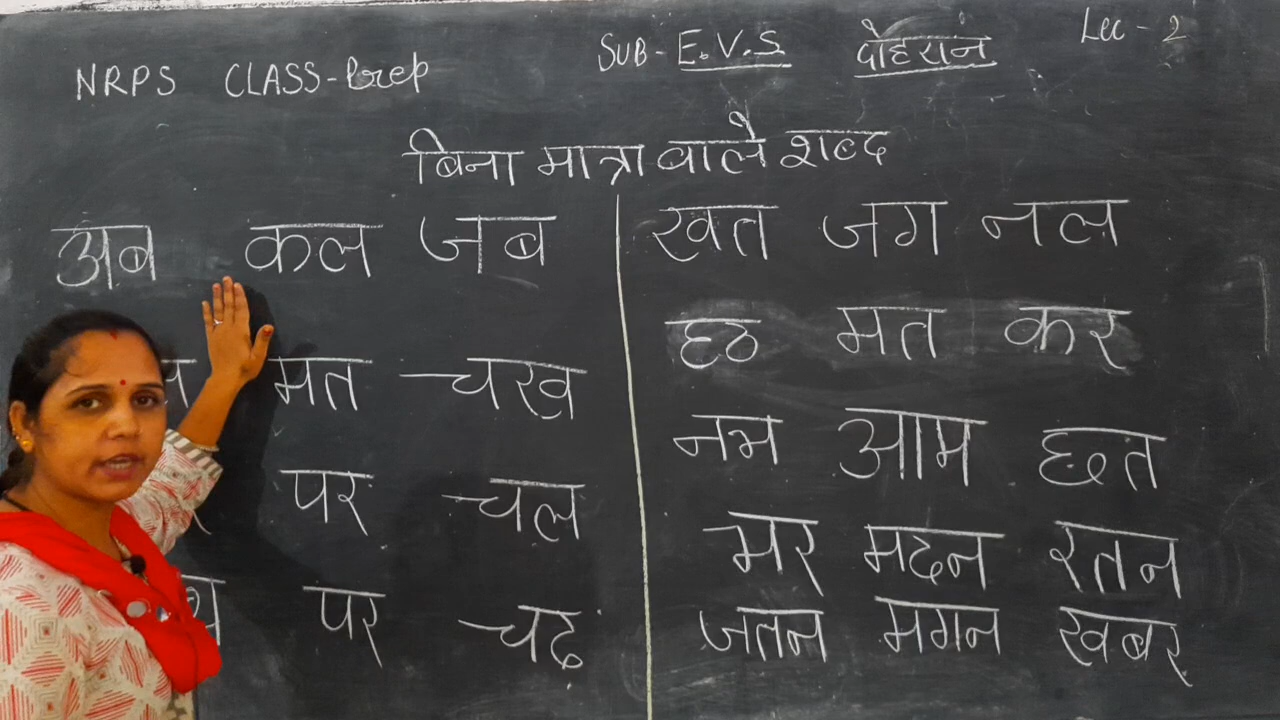 NRPS CLASS-Prep SUB-E.V.S. दोहरान Lec-2
बिना मात्रा वाले शब्द
अब कल जब
मत चख
पर चल
पर चढ़
खत जग नल
छठ मत कर
नभ आम छत
भर मदन रतन
जतन मगन खबर